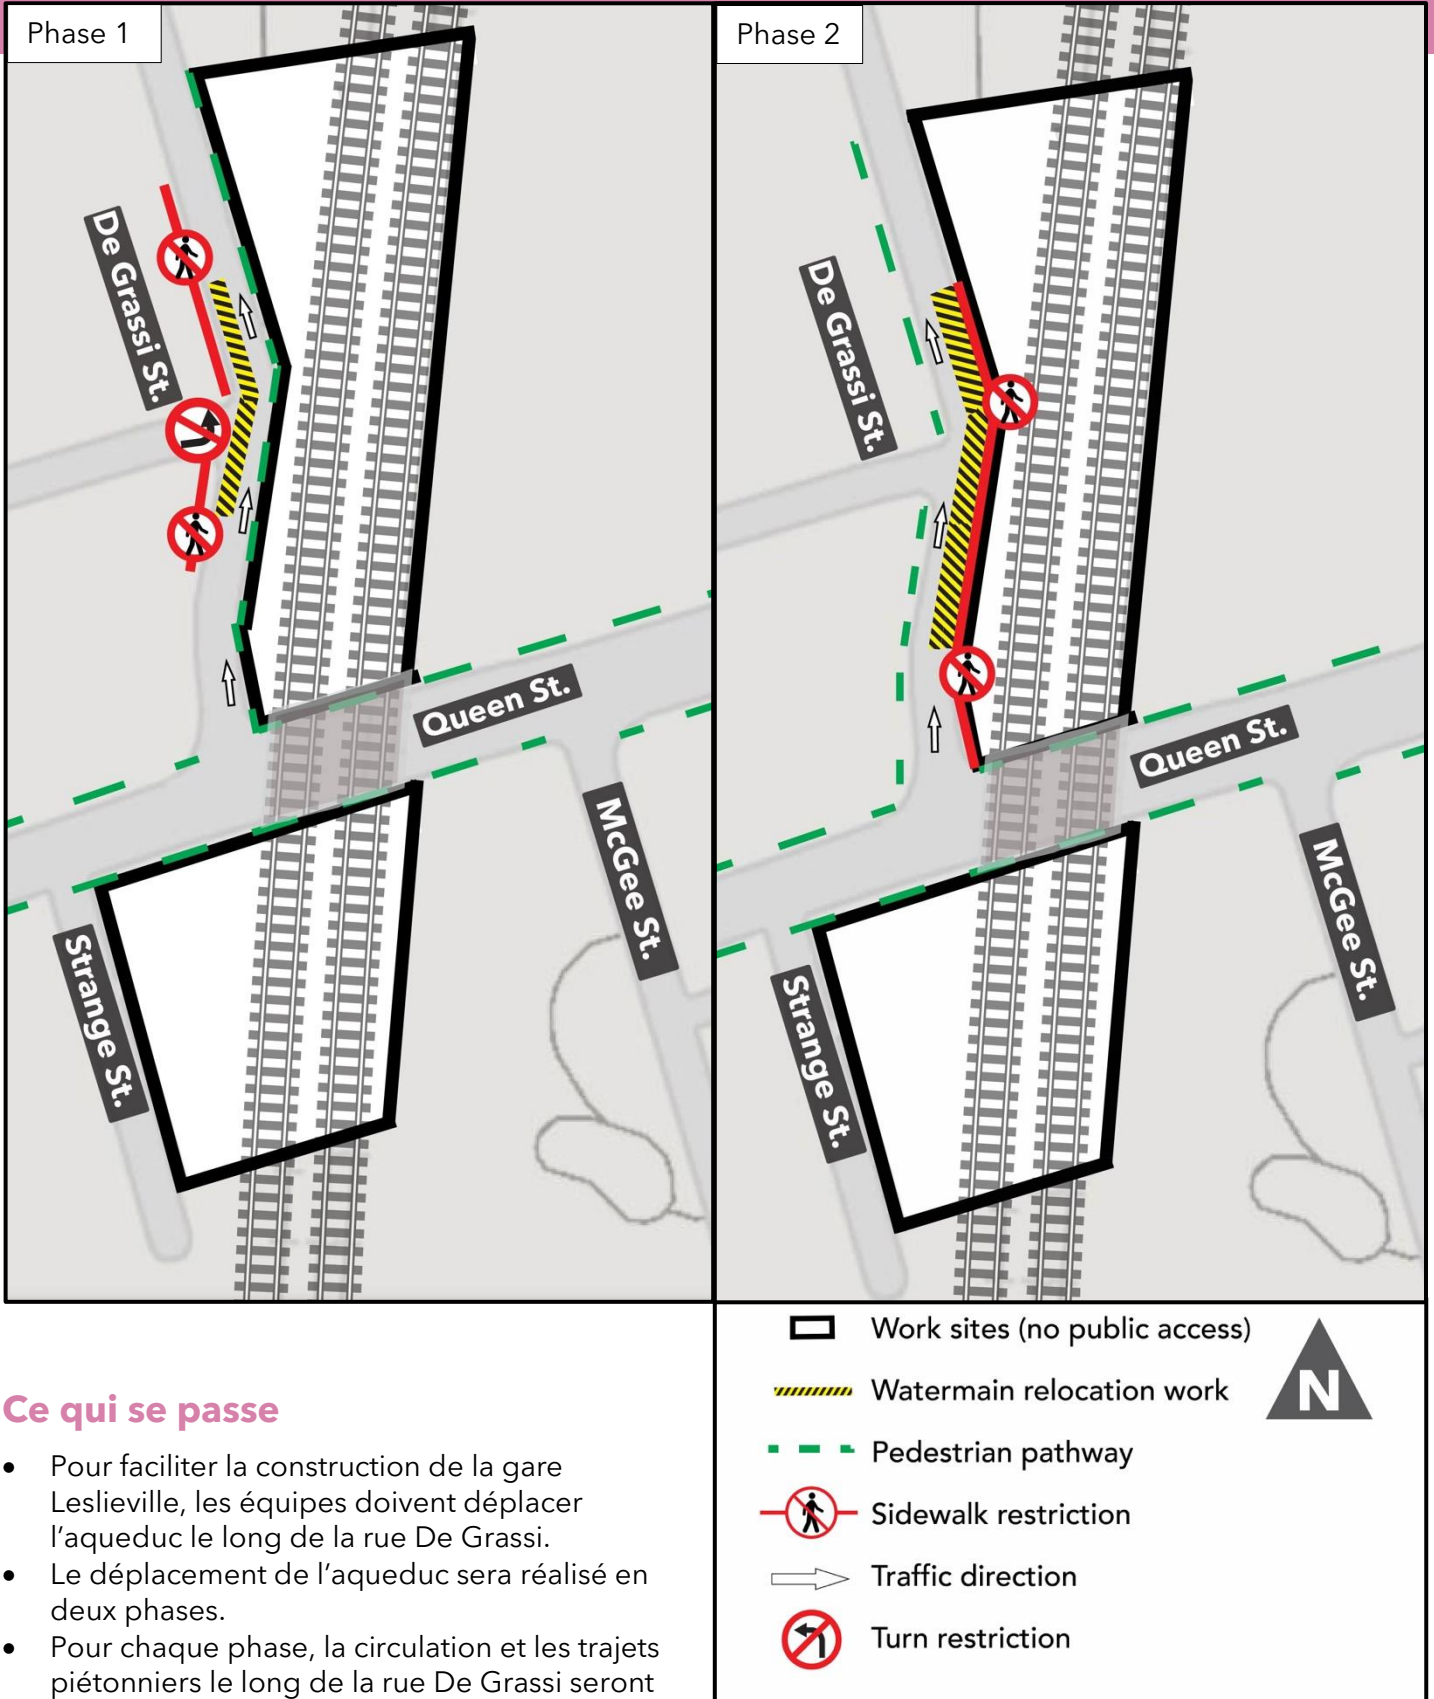 Phase 1
De Grassi St.
Queen St.
McGee St.
Strange St.
Phase 2
De Grassi St.
Queen St.
McGee St.
Strange St.
Work sites (no public access)
Watermain relocation work
Pedestrian pathway
Sidewalk restriction
Traffic direction
Turn restriction
N
Ce qui se passe
• Pour faciliter la construction de la gare
Leslieville, les équipes doivent déplacer
l’aqueduc le long de la rue De Grassi.
• Le déplacement de l’aqueduc sera réalisé en
deux phases.
• Pour chaque phase, la circulation et les trajets
piétonniers le long de la rue De Grassi seront